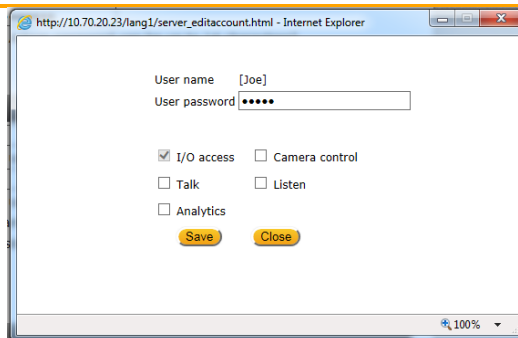 http://10.70.20.23/lang1/server_editaccount.html - Internet Explorer
User name [Joe]
User password •••••
I/O access Camera control
Talk Listen
Analytics
Save Close
100%